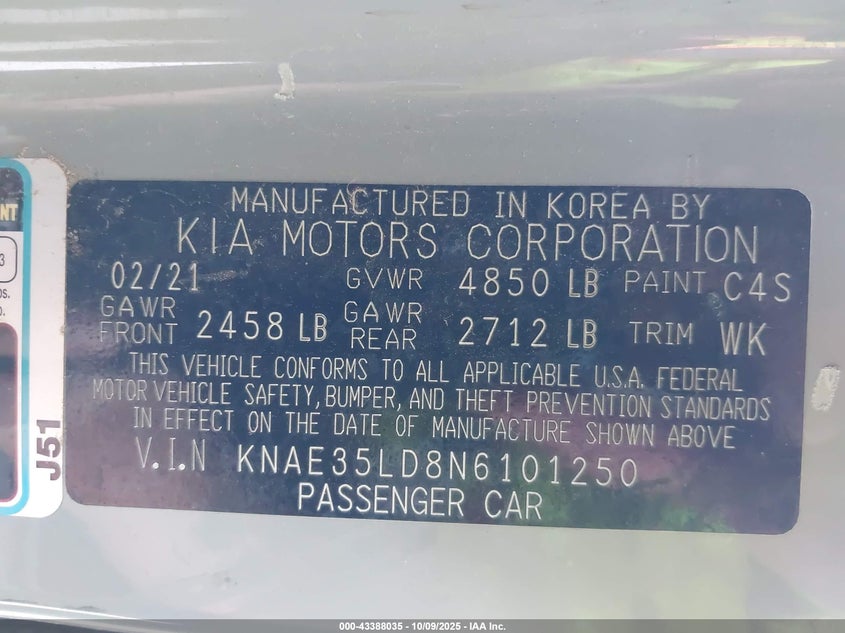 MANUFACTURED IN KOREA BY
KIA MOTORS CORPORATION
02/21 GVWR 4850 LB PAINT C4S
GAWR FRONT 2458 LB GAWR REAR 2712 LB TRIM WK
THIS VEHICLE CONFORMS TO ALL APPLICABLE U.S.A. FEDERAL
MOTOR VEHICLE SAFETY, BUMPER, AND THEFT PREVENTION STANDARDS
IN EFFECT ON THE DATE OF MANUFACTURE SHOWN ABOVE
V.I.N KNAE35LD8N6101250
PASSENGER CAR
J51
000-43388035 - 10/09/2025 - IAA Inc.